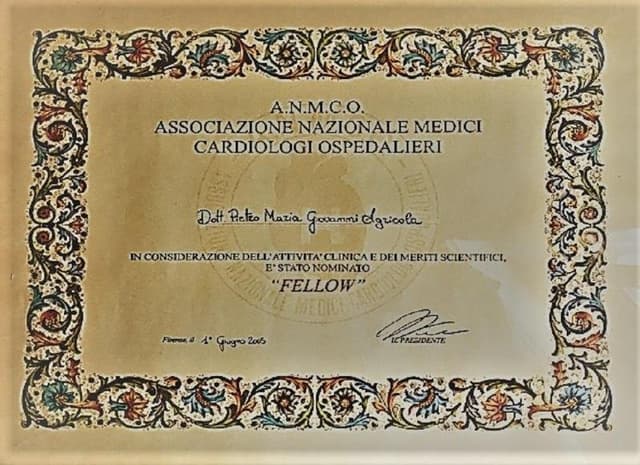 A.N.M.C.O.
ASSOCIAZIONE NAZIONALE MEDICI
CARDIOLOGI OSPEDALIERI
Dott. Pietro Maria Giovanni Agricola
IN CONSIDERAZIONE DELL'ATTIVITA' CLINICA E DEI MERITI SCIENTIFICI,
E' STATO NOMINATO
"FELLOW"
Firenze, il 1° Giugno 2005
IL PRESIDENTE